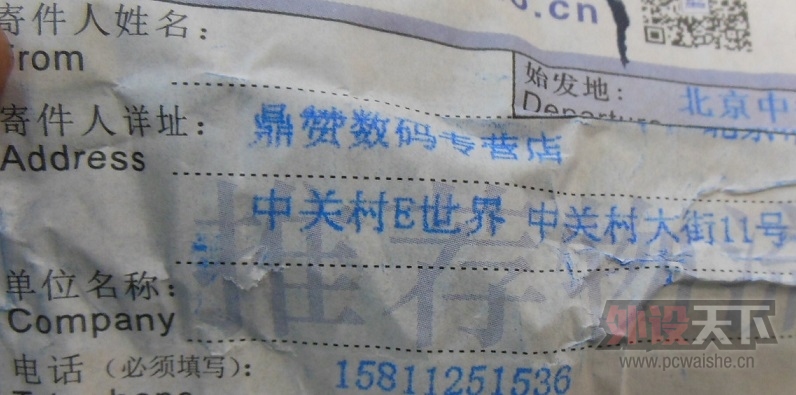 .cn
寄件人姓名:
From
始发地: 北京中
Departure
寄件人详址: 鼎赞数码专营店
Address
中关村E世界 中关村大街11号
推荐
单位名称:
Company
外设天下
www.pcwaishe.cn
电话（必须填写）: 15811251536